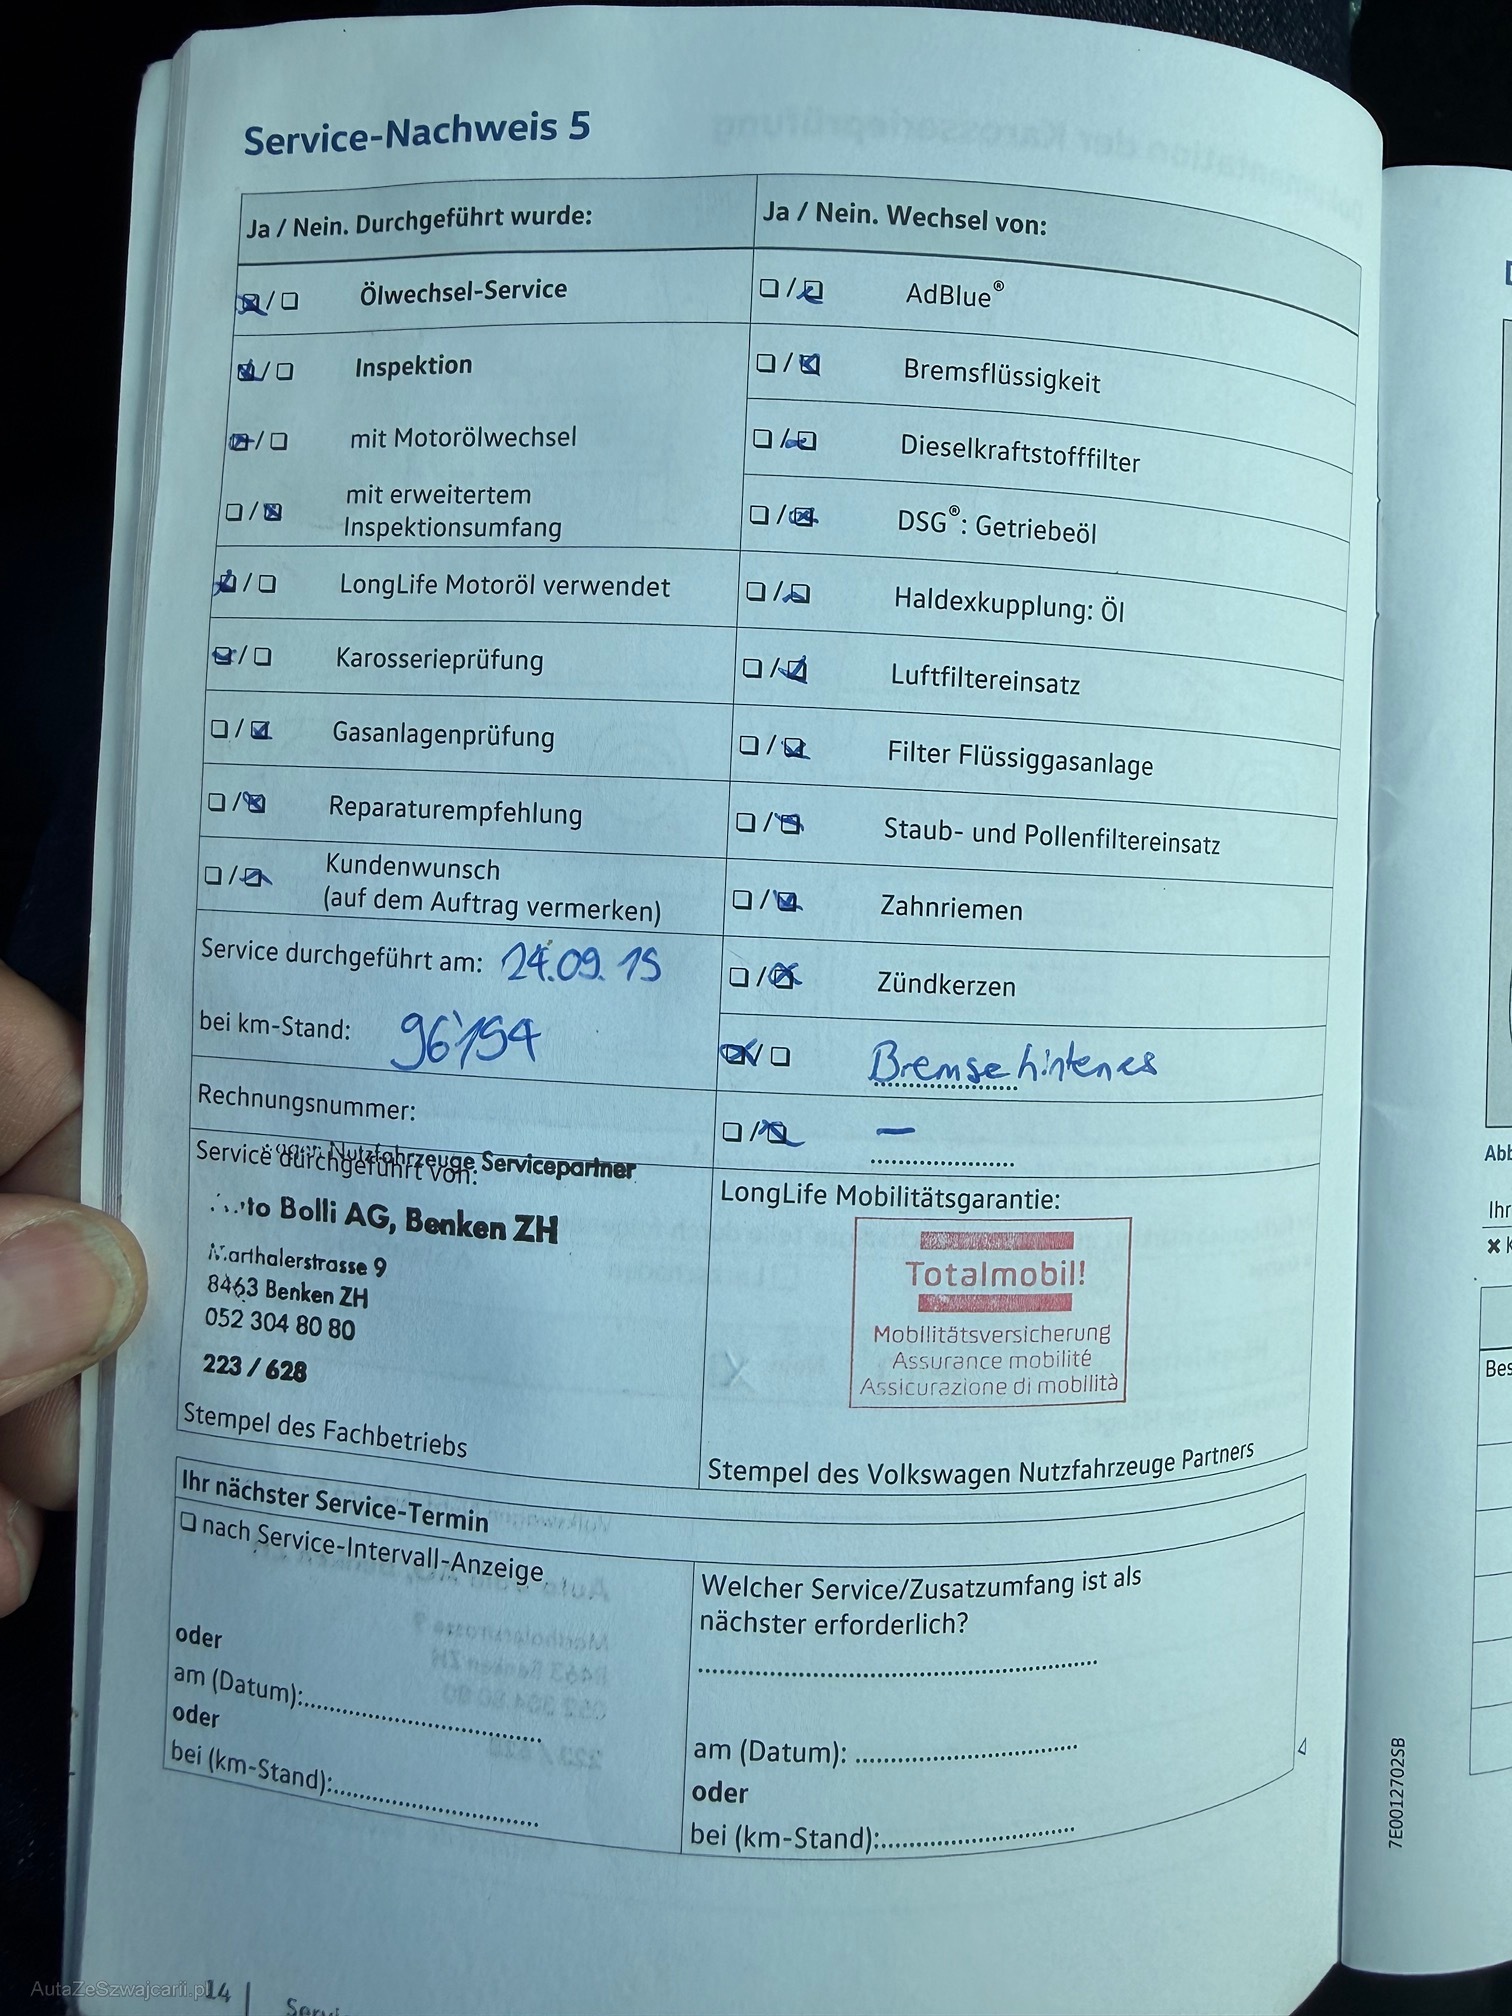 Service-Nachweis 5
Ja / Nein. Durchgeführt wurde:
Ölwechsel-Service
Inspektion
mit Motorölwechsel
mit erweitertem
Inspektionsumfang
LongLife Motoröl verwendet
Karosserieprüfung
Gasanlagenprüfung
Reparaturempfehlung
Kundenwunsch
(auf dem Auftrag vermerken)
Service durchgeführt am: 24.09.15
bei km-Stand: 96'154
Rechnungsnummer:
Service durchgeführt von:
Nutzfahrzeuge Servicepartner
Bolli AG, Benken ZH
Marthalerstrasse 9
8463 Benken ZH
052 304 80 80
223 / 628
Stempel des Fachbetriebs
Ja / Nein. Wechsel von:
AdBlue®
Bremsflüssigkeit
Dieselkraftstofffilter
DSG®: Getriebeöl
Haldexkupplung: Öl
Luftfiltereinsatz
Filter Flüssiggasanlage
Staub- und Pollenfiltereinsatz
Zahnriemen
Zündkerzen
Bremse hinten
–
LongLife Mobilitätsgarantie:
Totalmobil!
Mobilitätsversicherung
Assurance mobilité
Assicurazione di mobilità
Stempel des Volkswagen Nutzfahrzeuge Partners
Ihr nächster Service-Termin
nach Service-Intervall-Anzeige
oder
am (Datum):
oder
bei (km-Stand):
Welcher Service/Zusatzumfang ist als
nächster erforderlich?
am (Datum):
oder
bei (km-Stand):
14
7E0012702SB
AutaZeSzwajcarii.pl